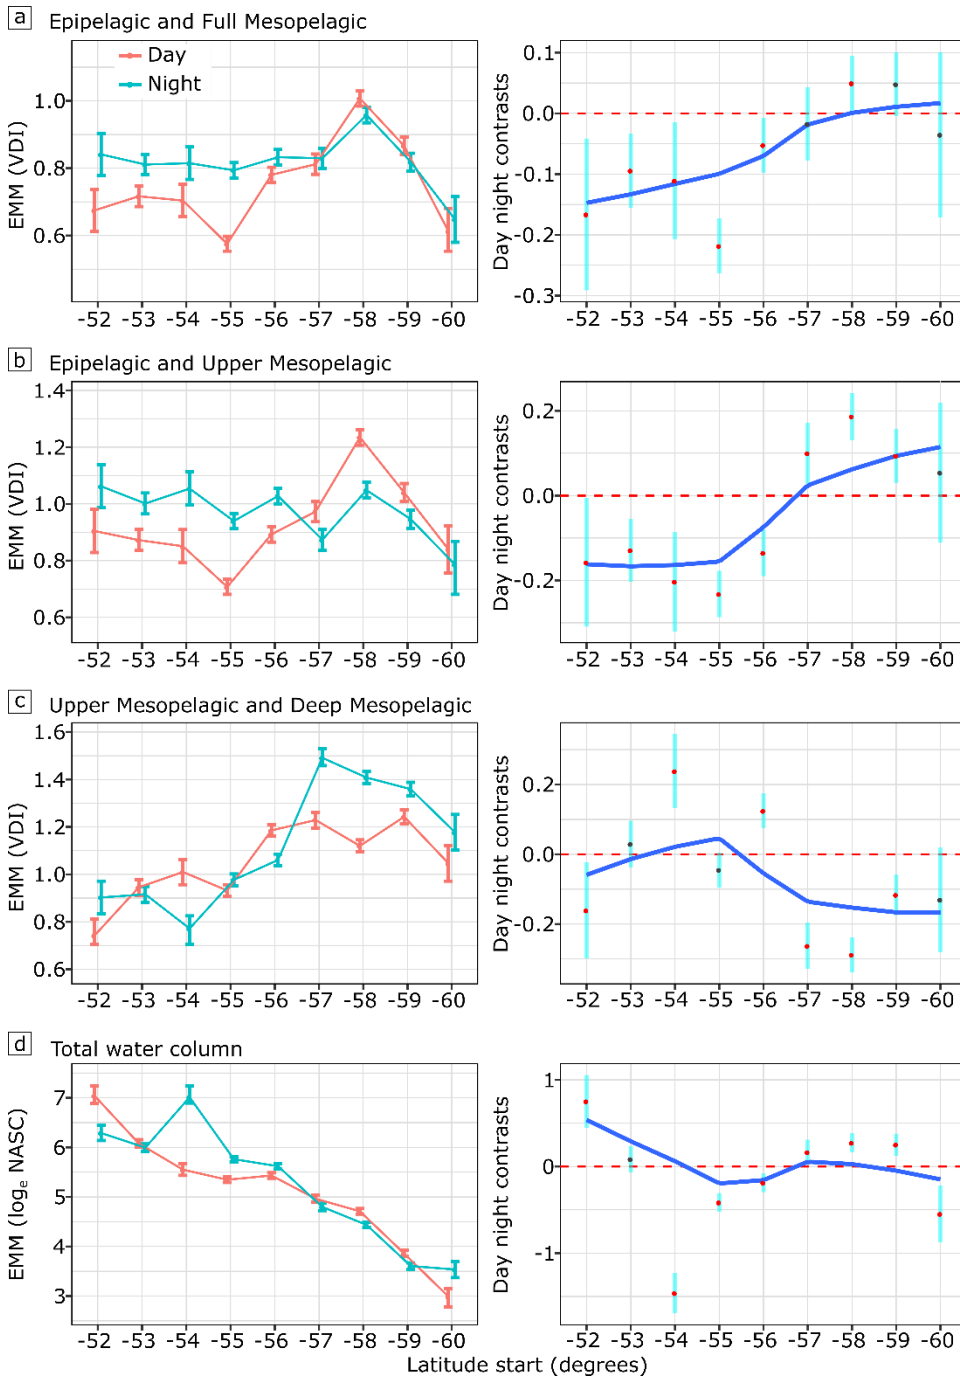 a Epipelagic and Full Mesopelagic
Day
Night
EMM (VDI)
1.0
0.8
0.6
-52 -53 -54 -55 -56 -57 -58 -59 -60
Day night contrasts
0.1
0.0
-0.1
-0.2
-0.3
-52 -53 -54 -55 -56 -57 -58 -59 -60
b Epipelagic and Upper Mesopelagic
EMM (VDI)
1.4
1.2
1.0
0.8
0.6
-52 -53 -54 -55 -56 -57 -58 -59 -60
Day night contrasts
0.2
0.0
-0.2
-52 -53 -54 -55 -56 -57 -58 -59 -60
c Upper Mesopelagic and Deep Mesopelagic
EMM (VDI)
1.6
1.4
1.2
1.0
0.8
0.6
-52 -53 -54 -55 -56 -57 -58 -59 -60
Day night contrasts
0.2
0.0
-0.2
-52 -53 -54 -55 -56 -57 -58 -59 -60
d Total water column
EMM (logₑ NASC)
7
6
5
4
3
-52 -53 -54 -55 -56 -57 -58 -59 -60
Day night contrasts
1
0
-1
-52 -53 -54 -55 -56 -57 -58 -59 -60
Latitude start (degrees)